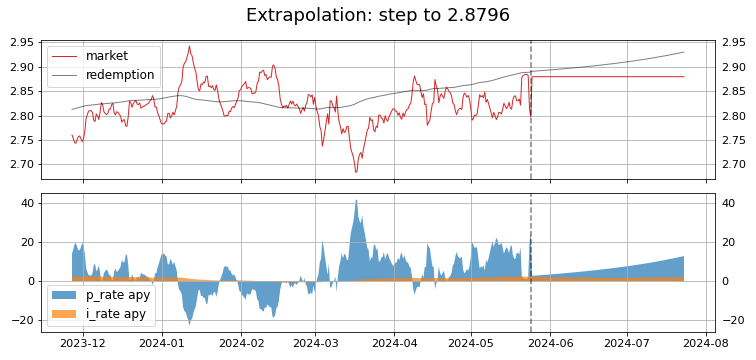 Extrapolation: step to 2.8796
2.95 2.95
market
redemption
2.90 2.90
2.85 2.85
2.80 2.80
2.75 2.75
2.70 2.70
40 40
20 20
0 0
p_rate apy
i_rate apy
−20 −20
2023-12 2024-01 2024-02 2024-03 2024-04 2024-05 2024-06 2024-07 2024-08